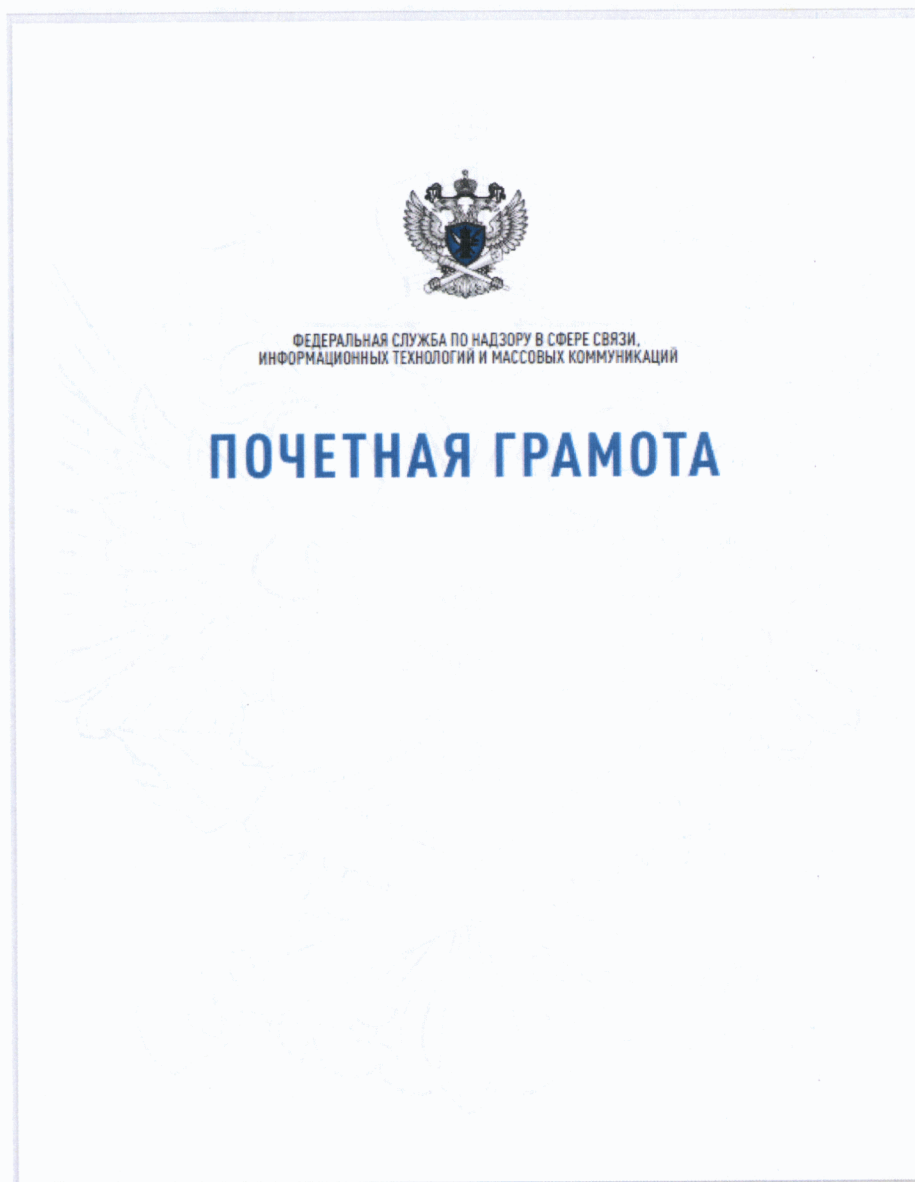 ФЕДЕРАЛЬНАЯ СЛУЖБА ПО НАДЗОРУ В СФЕРЕ СВЯЗИ,
ИНФОРМАЦИОННЫХ ТЕХНОЛОГИЙ И МАССОВЫХ КОММУНИКАЦИЙ
ПОЧЕТНАЯ ГРАМОТА